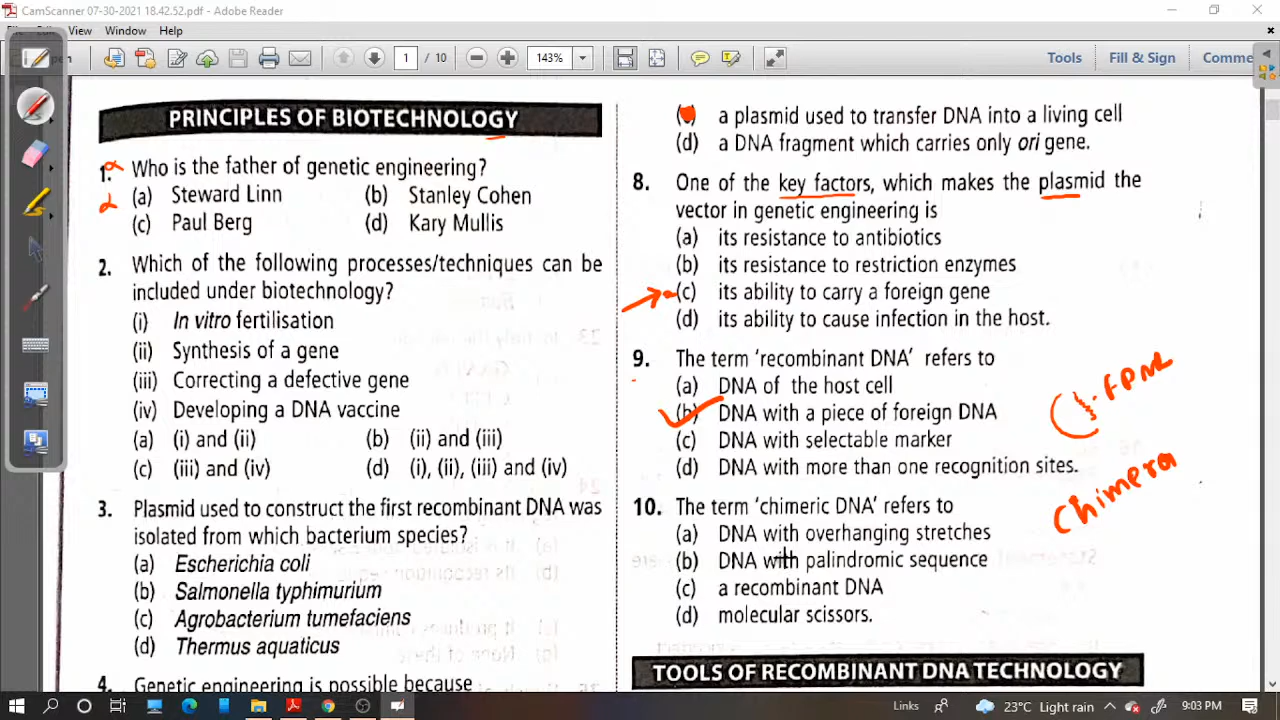 CamScanner 07-30-2021 18.42.52.pdf - Adobe Reader
View Window Help
1 / 10 143% Tools Fill & Sign Comme
PRINCIPLES OF BIOTECHNOLOGY
1. Who is the father of genetic engineering?
(a) Steward Linn (b) Stanley Cohen
(c) Paul Berg (d) Kary Mullis
2. Which of the following processes/techniques can be
included under biotechnology?
(i) In vitro fertilisation
(ii) Synthesis of a gene
(iii) Correcting a defective gene
(iv) Developing a DNA vaccine
(a) (i) and (ii) (b) (ii) and (iii)
(c) (iii) and (iv) (d) (i), (ii), (iii) and (iv)
3. Plasmid used to construct the first recombinant DNA was
isolated from which bacterium species?
(a) Escherichia coli
(b) Salmonella typhimurium
(c) Agrobacterium tumefaciens
(d) Thermus aquaticus
4. Genetic engineering is possible because
a plasmid used to transfer DNA into a living cell
(d) a DNA fragment which carries only ori gene.
8. One of the key factors, which makes the plasmid the
vector in genetic engineering is
(a) its resistance to antibiotics
(b) its resistance to restriction enzymes
(c) its ability to carry a foreign gene
(d) its ability to cause infection in the host.
9. The term 'recombinant DNA' refers to
(a) DNA of the host cell
(b) DNA with a piece of foreign DNA
(c) DNA with selectable marker
(d) DNA with more than one recognition sites.
10. The term 'chimeric DNA' refers to
(a) DNA with overhanging stretches
(b) DNA with palindromic sequence
(c) a recombinant DNA
(d) molecular scissors.
Chimera
TOOLS OF RECOMBINANT DNA TECHNOLOGY
Links 23°C Light rain 9:03 PM